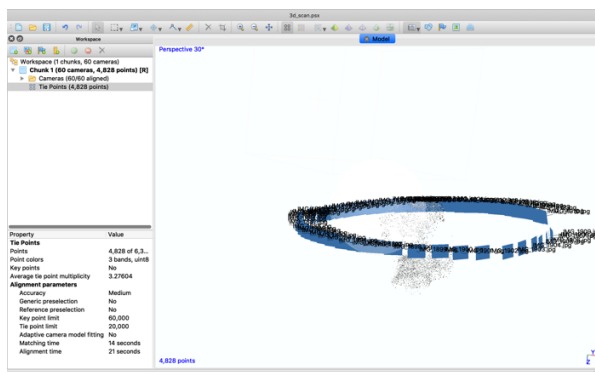 3d_scan.psx
Workspace
Model
Workspace (1 chunks, 60 cameras)
Chunk 1 (60 cameras, 4,828 points) [R]
Cameras (60/60 aligned)
Tie Points (4,828 points)
Perspective 30°
Property Value
Tie Points
Points 4,828 of 6,3...
Point colors 3 bands, uint8
Key points No
Average tie point multiplicity 3.27604
Alignment parameters
Accuracy Medium
Generic preselection No
Reference preselection No
Key point limit 60,000
Tie point limit 20,000
Adaptive camera model fitting No
Matching time 14 seconds
Alignment time 21 seconds
4,828 points
Y
Z